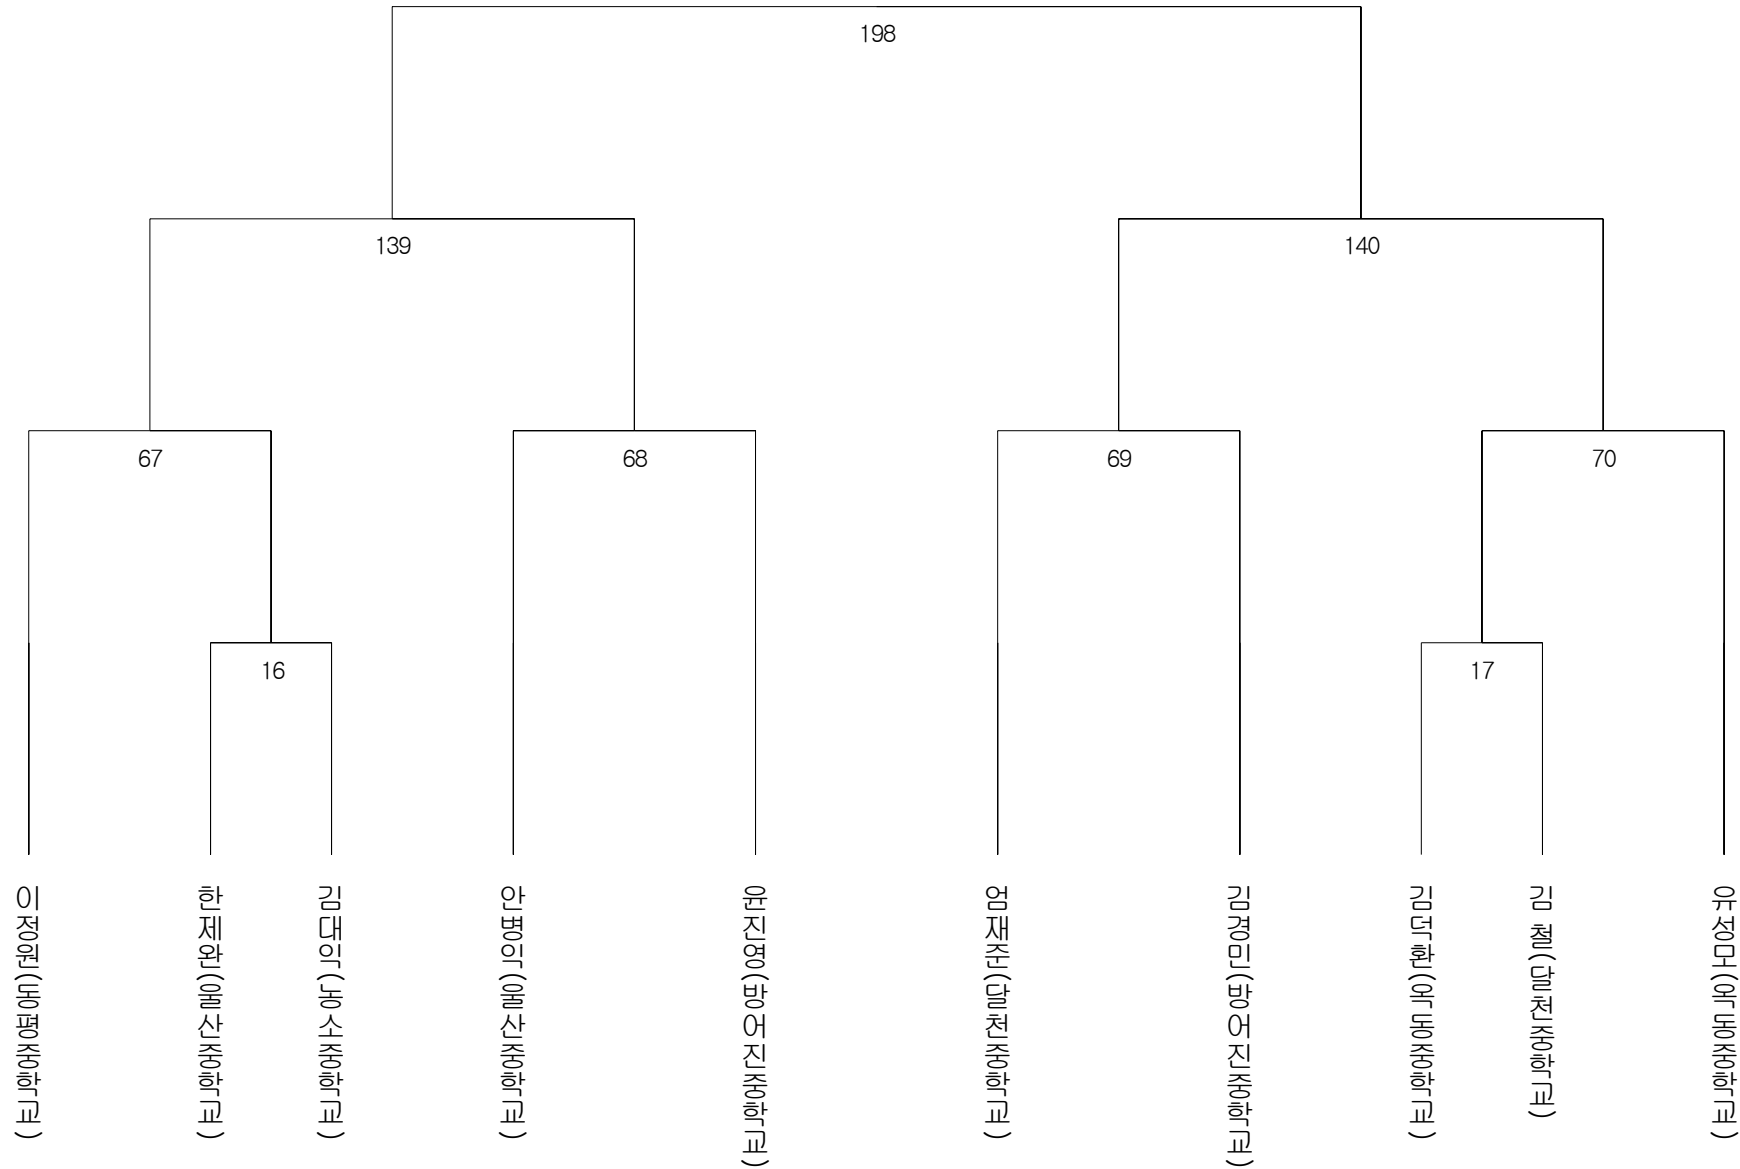 198
139
140
67
68
69
70
16
17
이정원(동평중학교)
한제완(울산중학교)
김대익(농소중학교)
안병익(울산중학교)
윤진영(방어진중학교)
엄재준(달천중학교)
김경민(방어진중학교)
김덕환(옥동중학교)
김 철(달천중학교)
유성모(옥동중학교)